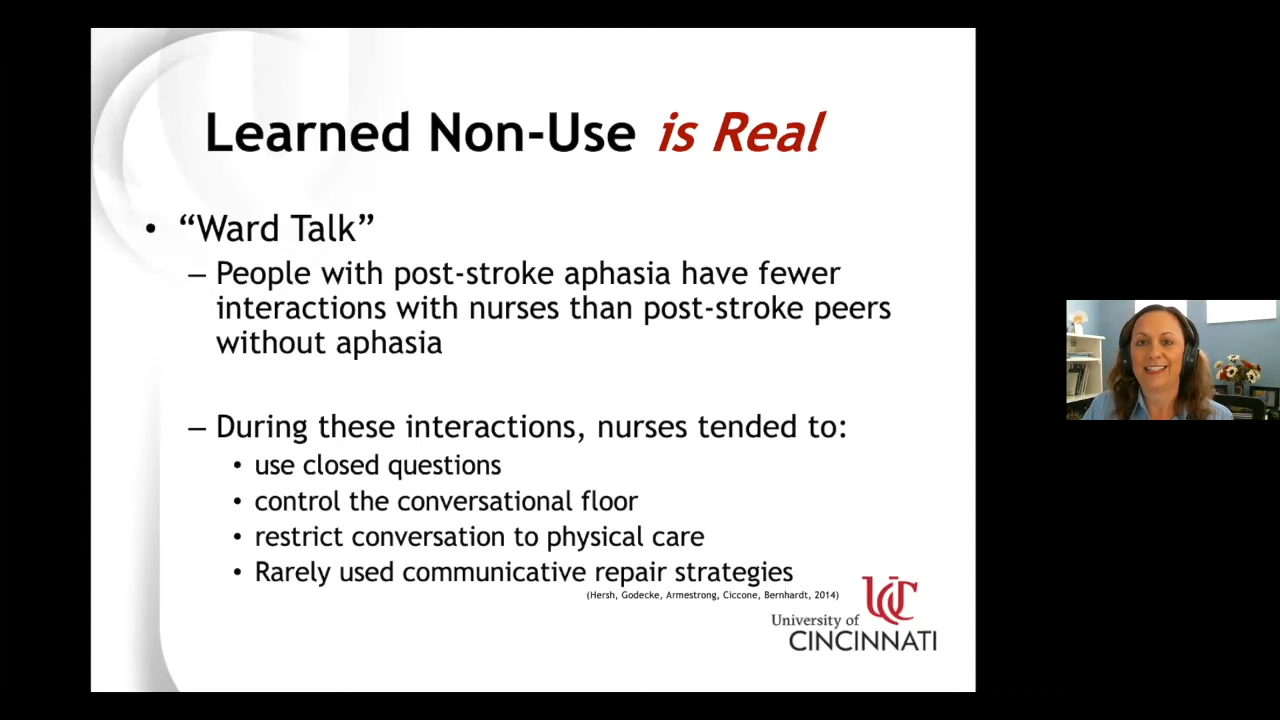 Learned Non-Use is Real
• “Ward Talk”
– People with post-stroke aphasia have fewer
interactions with nurses than post-stroke peers
without aphasia
– During these interactions, nurses tended to:
• use closed questions
• control the conversational floor
• restrict conversation to physical care
• Rarely used communicative repair strategies
(Hersh, Godecke, Armestrong, Ciccone, Bernhardt, 2014)
UC
University of
CINCINNATI